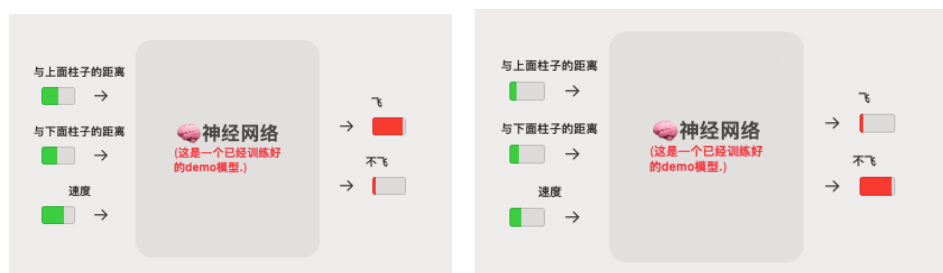 与上面柱子的距离
与下面柱子的距离
速度
🧠神经网络
(这是一个已经训练好
的demo模型.)
飞
不飞
与上面柱子的距离
与下面柱子的距离
速度
🧠神经网络
(这是一个已经训练好
的demo模型.)
飞
不飞